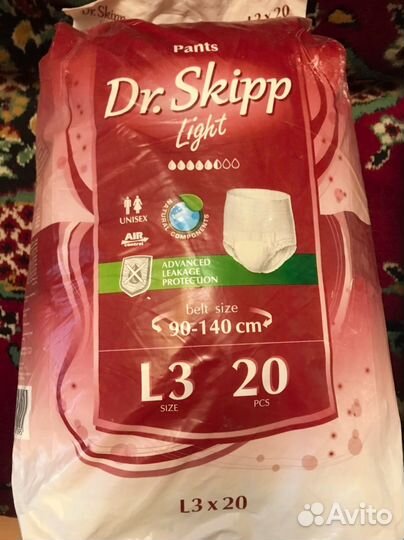 Dr. Skipp
L3 x 20
Pants
Dr. Skipp
Light
UNISEX
AIR
Control
NATURAL COMPONENTS
ADVANCED
LEAKAGE
PROTECTION
belt size
90-140 cm
L3
SIZE
20
PCS
L3 x 20
Avito